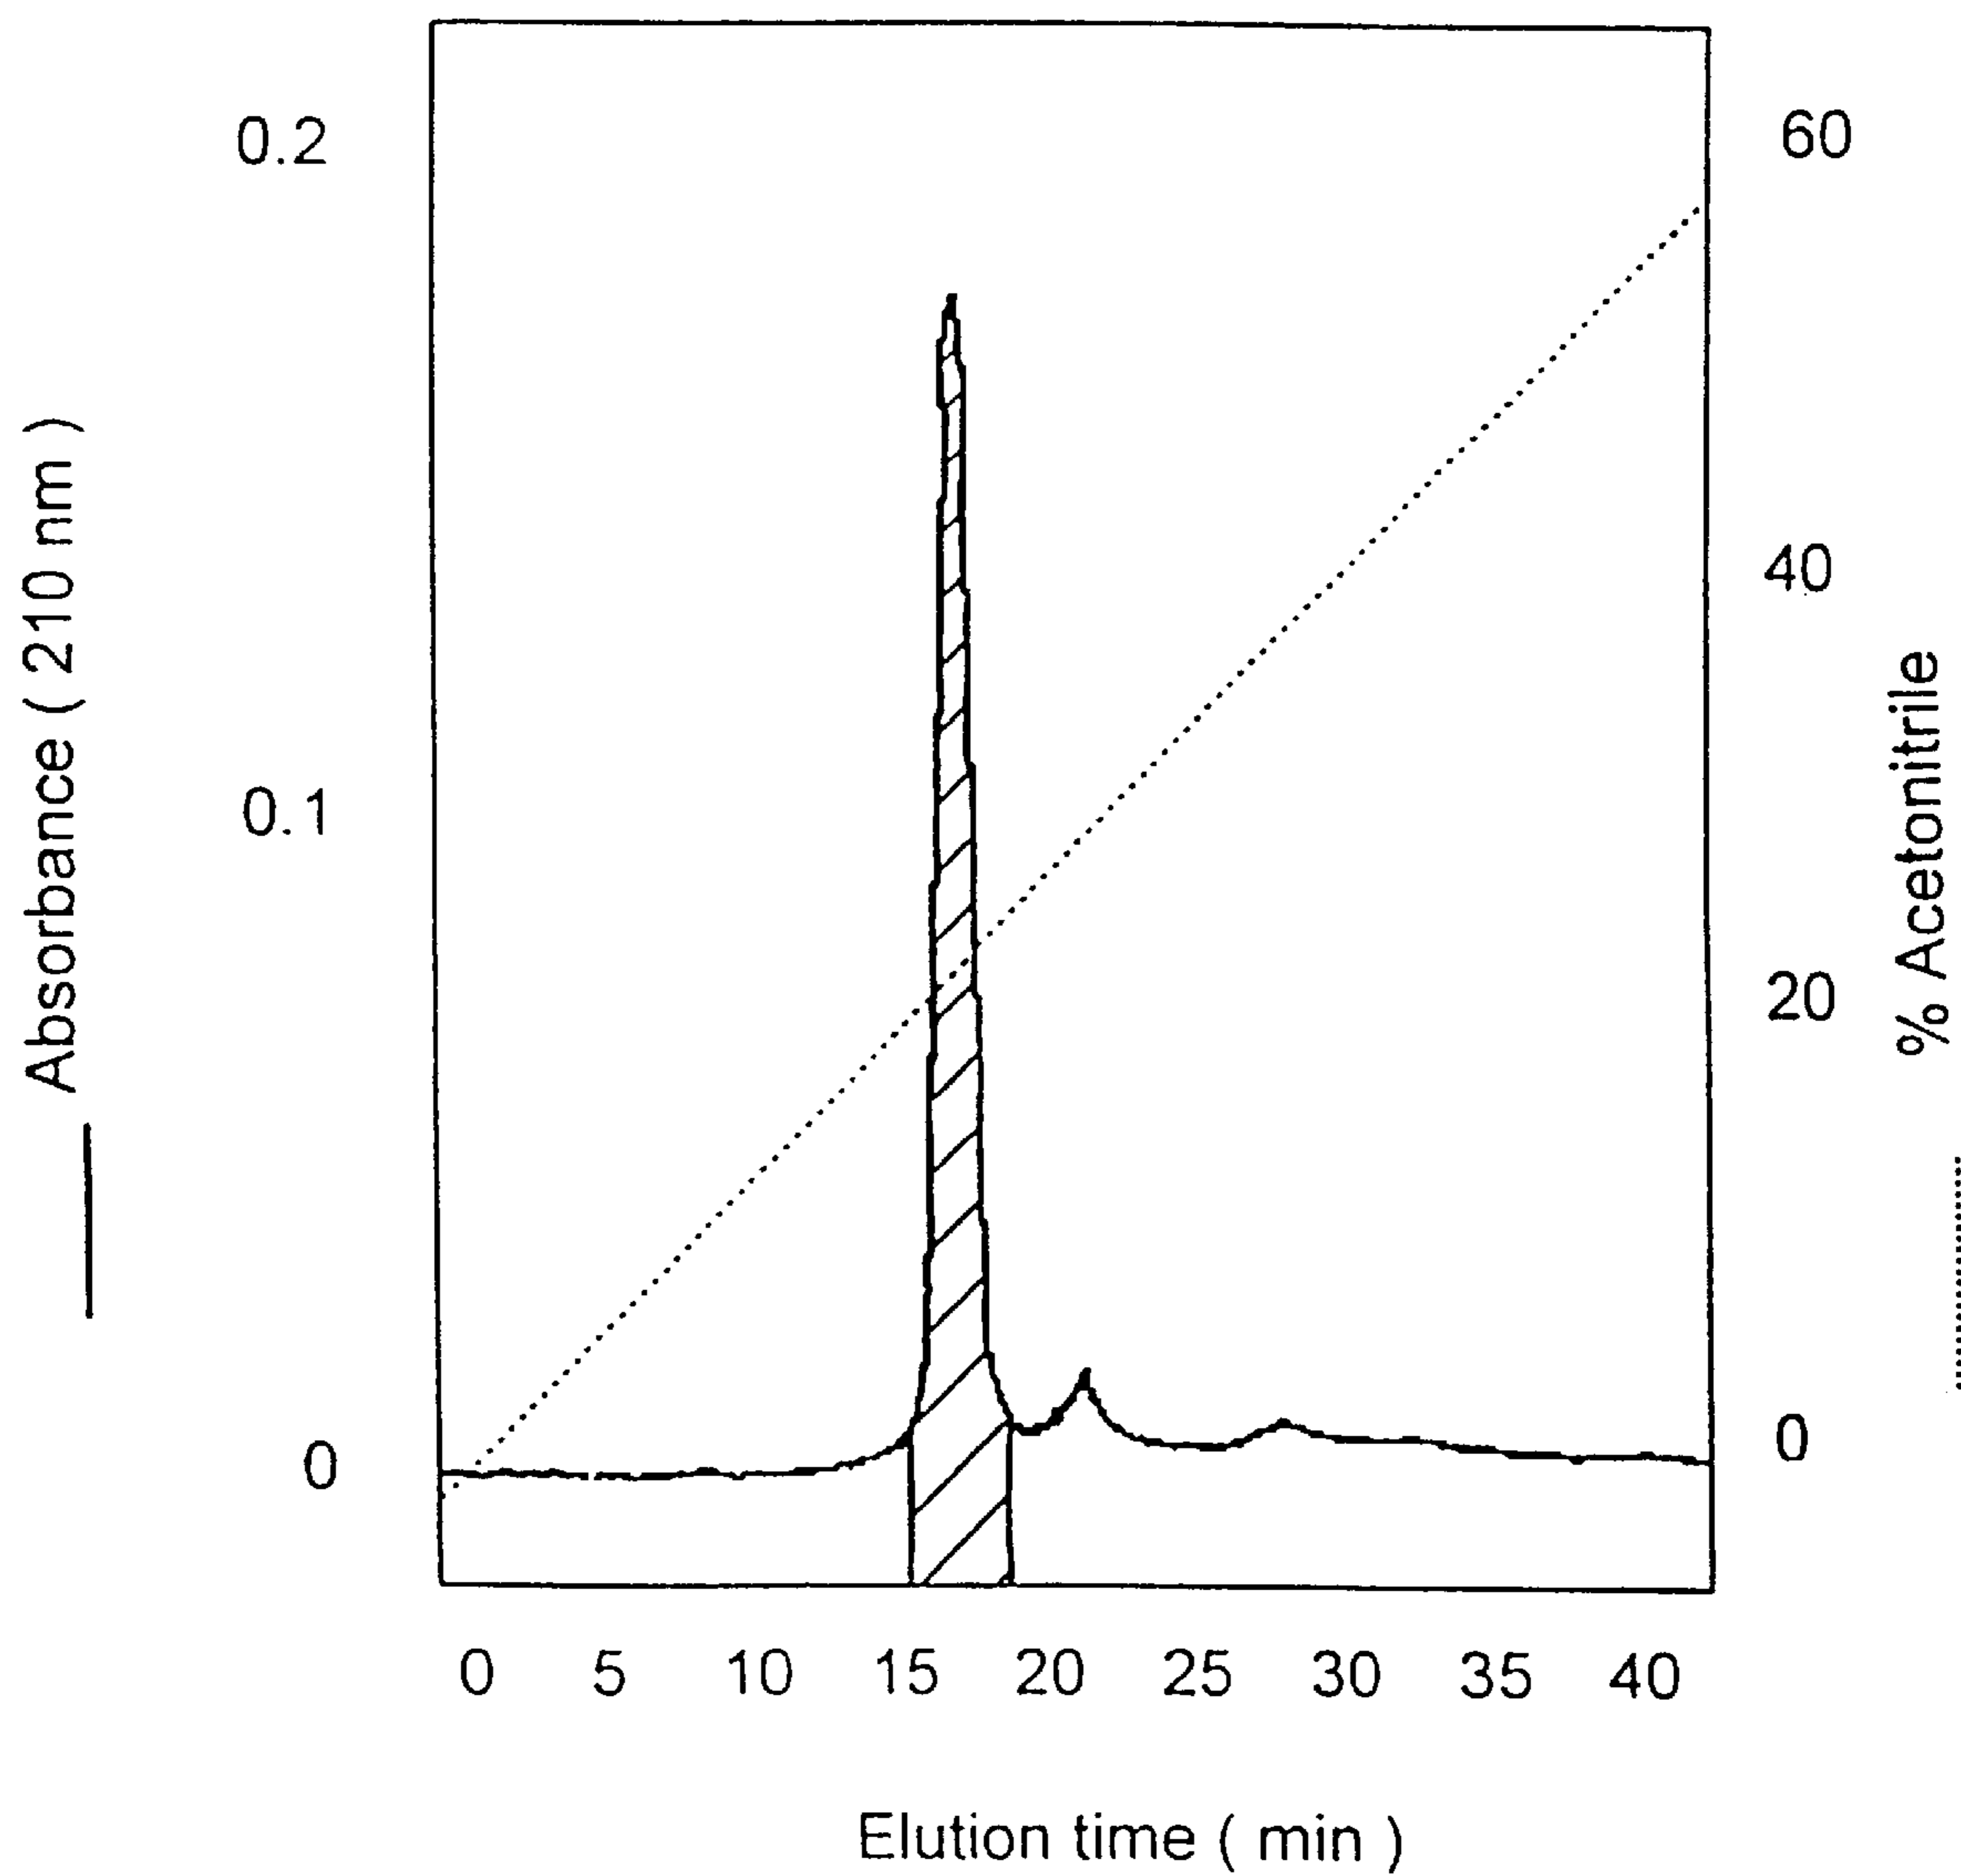 0.2
0.1
0
Absorbance ( 210 nm )
60
40
20
0
% Acetonitrile
0 5 10 15 20 25 30 35 40
Elution time ( min )